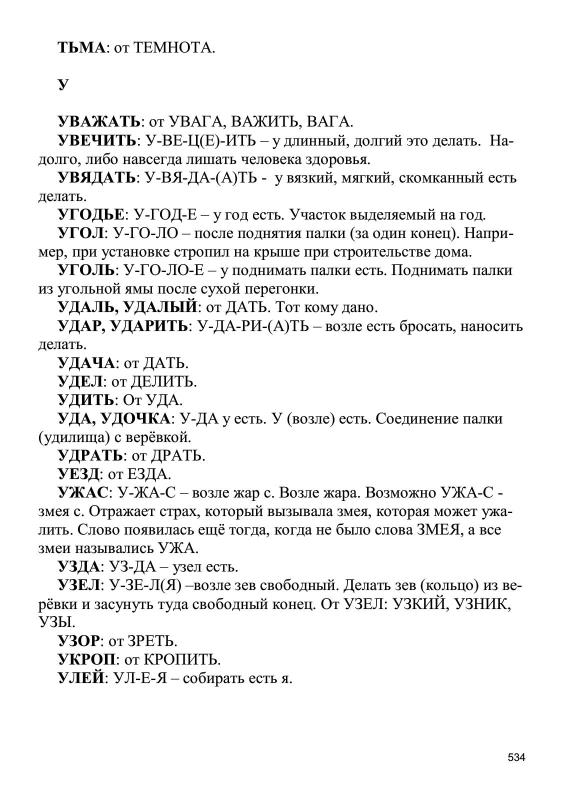 ТЬМА: от ТЕМНОТА.
У
УВАЖАТЬ: от УВАГА, ВАЖИТЬ, ВАГА.
УВЕЧИТЬ: У-ВЕ-Ц(Е)-ИТЬ – у длинный, долгий это делать.  На-
долго, либо навсегда лишать человека здоровья.
УВЯДАТЬ: У-ВЯ-ДА-(А)ТЬ -  у вязкий, мягкий, скомканный есть
делать.
УГОДЬЕ: У-ГОД-Е – у год есть. Участок выделяемый на год.
УГОЛ: У-ГО-ЛО – после поднятия палки (за один конец). Напри-
мер, при установке стропил на крыше при строительстве дома.
УГОЛЬ: У-ГО-ЛО-Е – у поднимать палки есть. Поднимать палки
из угольной ямы после сухой перегонки.
УДАЛЬ, УДАЛЫЙ: от ДАТЬ. Тот кому дано.
УДАР, УДАРИТЬ: У-ДА-РИ-(А)ТЬ – возле есть бросать, наносить
делать.
УДАЧА: от ДАТЬ.
УДЕЛ: от ДЕЛИТЬ.
УДИТЬ: От УДА.
УДА, УДОЧКА: У-ДА у есть. У (возле) есть. Соединение палки
(удилища) с верёвкой.
УДРАТЬ: от ДРАТЬ.
УЕЗД: от ЕЗДА.
УЖАС: У-ЖА-С – возле жар с. Возле жара. Возможно УЖА-С -
змея с. Отражает страх, который вызывала змея, которая может ужа-
лить. Слово появилась ещё тогда, когда не было слова ЗМЕЯ, а все
змеи назывались УЖА.
УЗДА: УЗ-ДА – узел есть.
УЗЕЛ: У-ЗЕ-Л(Я) –возле зев свободный. Делать зев (кольцо) из ве-
рёвки и засунуть туда свободный конец. От УЗЕЛ: УЗКИЙ, УЗНИК,
УЗЫ.
УЗОР: от ЗРЕТЬ.
УКРОП: от КРОПИТЬ.
УЛЕЙ: УЛ-Е-Я – собирать есть я.
534